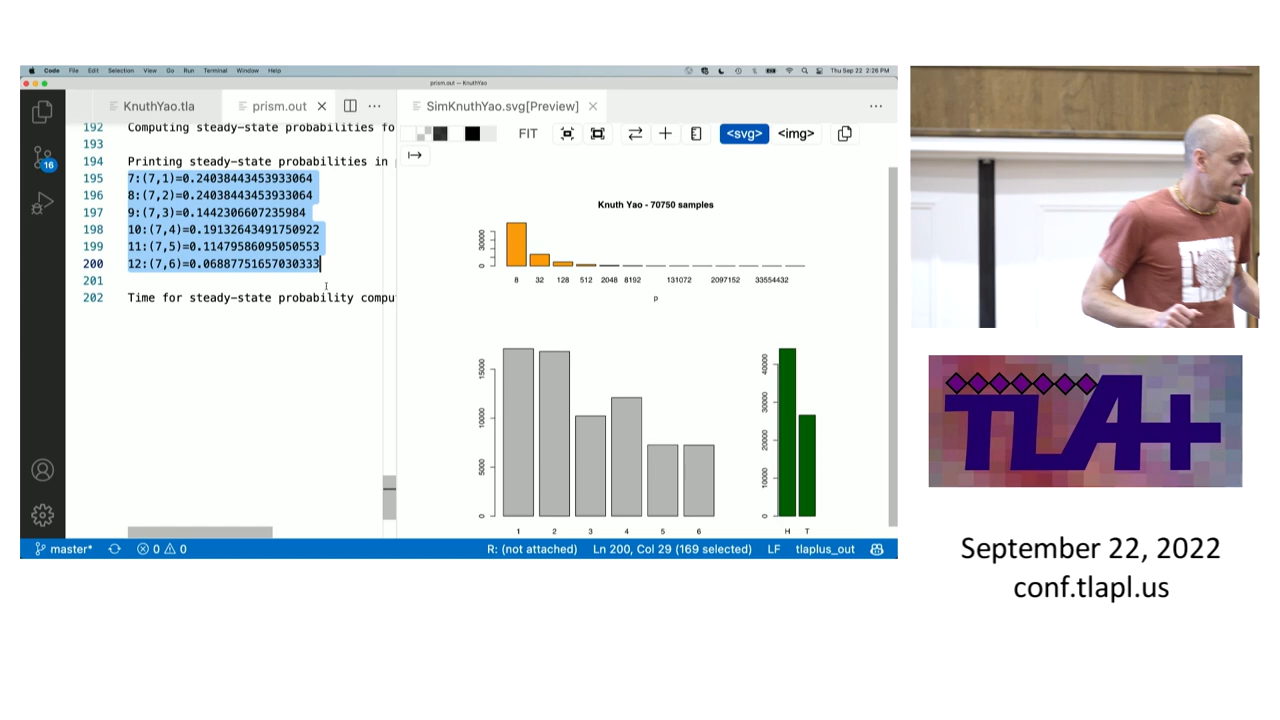 Code File Edit Selection View Go Run Terminal Window Help
Thu Sep 22 2:26 PM
prism.out — KnuthYao
KnuthYao.tla
prism.out
SimKnuthYao.svg[Preview]
FIT
<svg>
<img>
16
192 Computing steady-state probabilities fo
193
194 Printing steady-state probabilities in
195 7:(7,1)=0.24038443453933064
196 8:(7,2)=0.24038443453933064
197 9:(7,3)=0.1442306607235984
198 10:(7,4)=0.19132643491750922
199 11:(7,5)=0.11479586095050553
200 12:(7,6)=0.06887751657030333
201
202 Time for steady-state probability compu
Knuth Yao - 70750 samples
30000
0
8 32 128 512 2048 8192 131072 2097152 33554432
p
15000
10000
5000
0
1 2 3 4 5 6
40000
30000
20000
10000
0
H T
master*
0 0
R: (not attached)
Ln 200, Col 29 (169 selected)
LF
tlaplus_out
TLA+
September 22, 2022
conf.tlapl.us